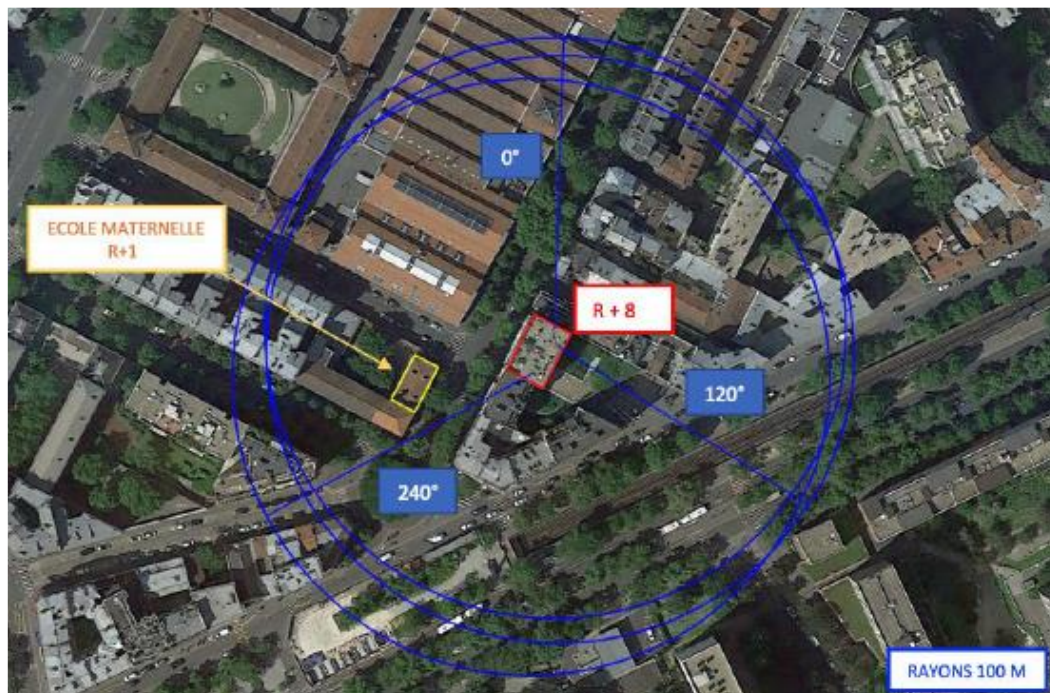 0°
ECOLE MATERNELLE
R+1
R + 8
120°
240°
RAYONS 100 M